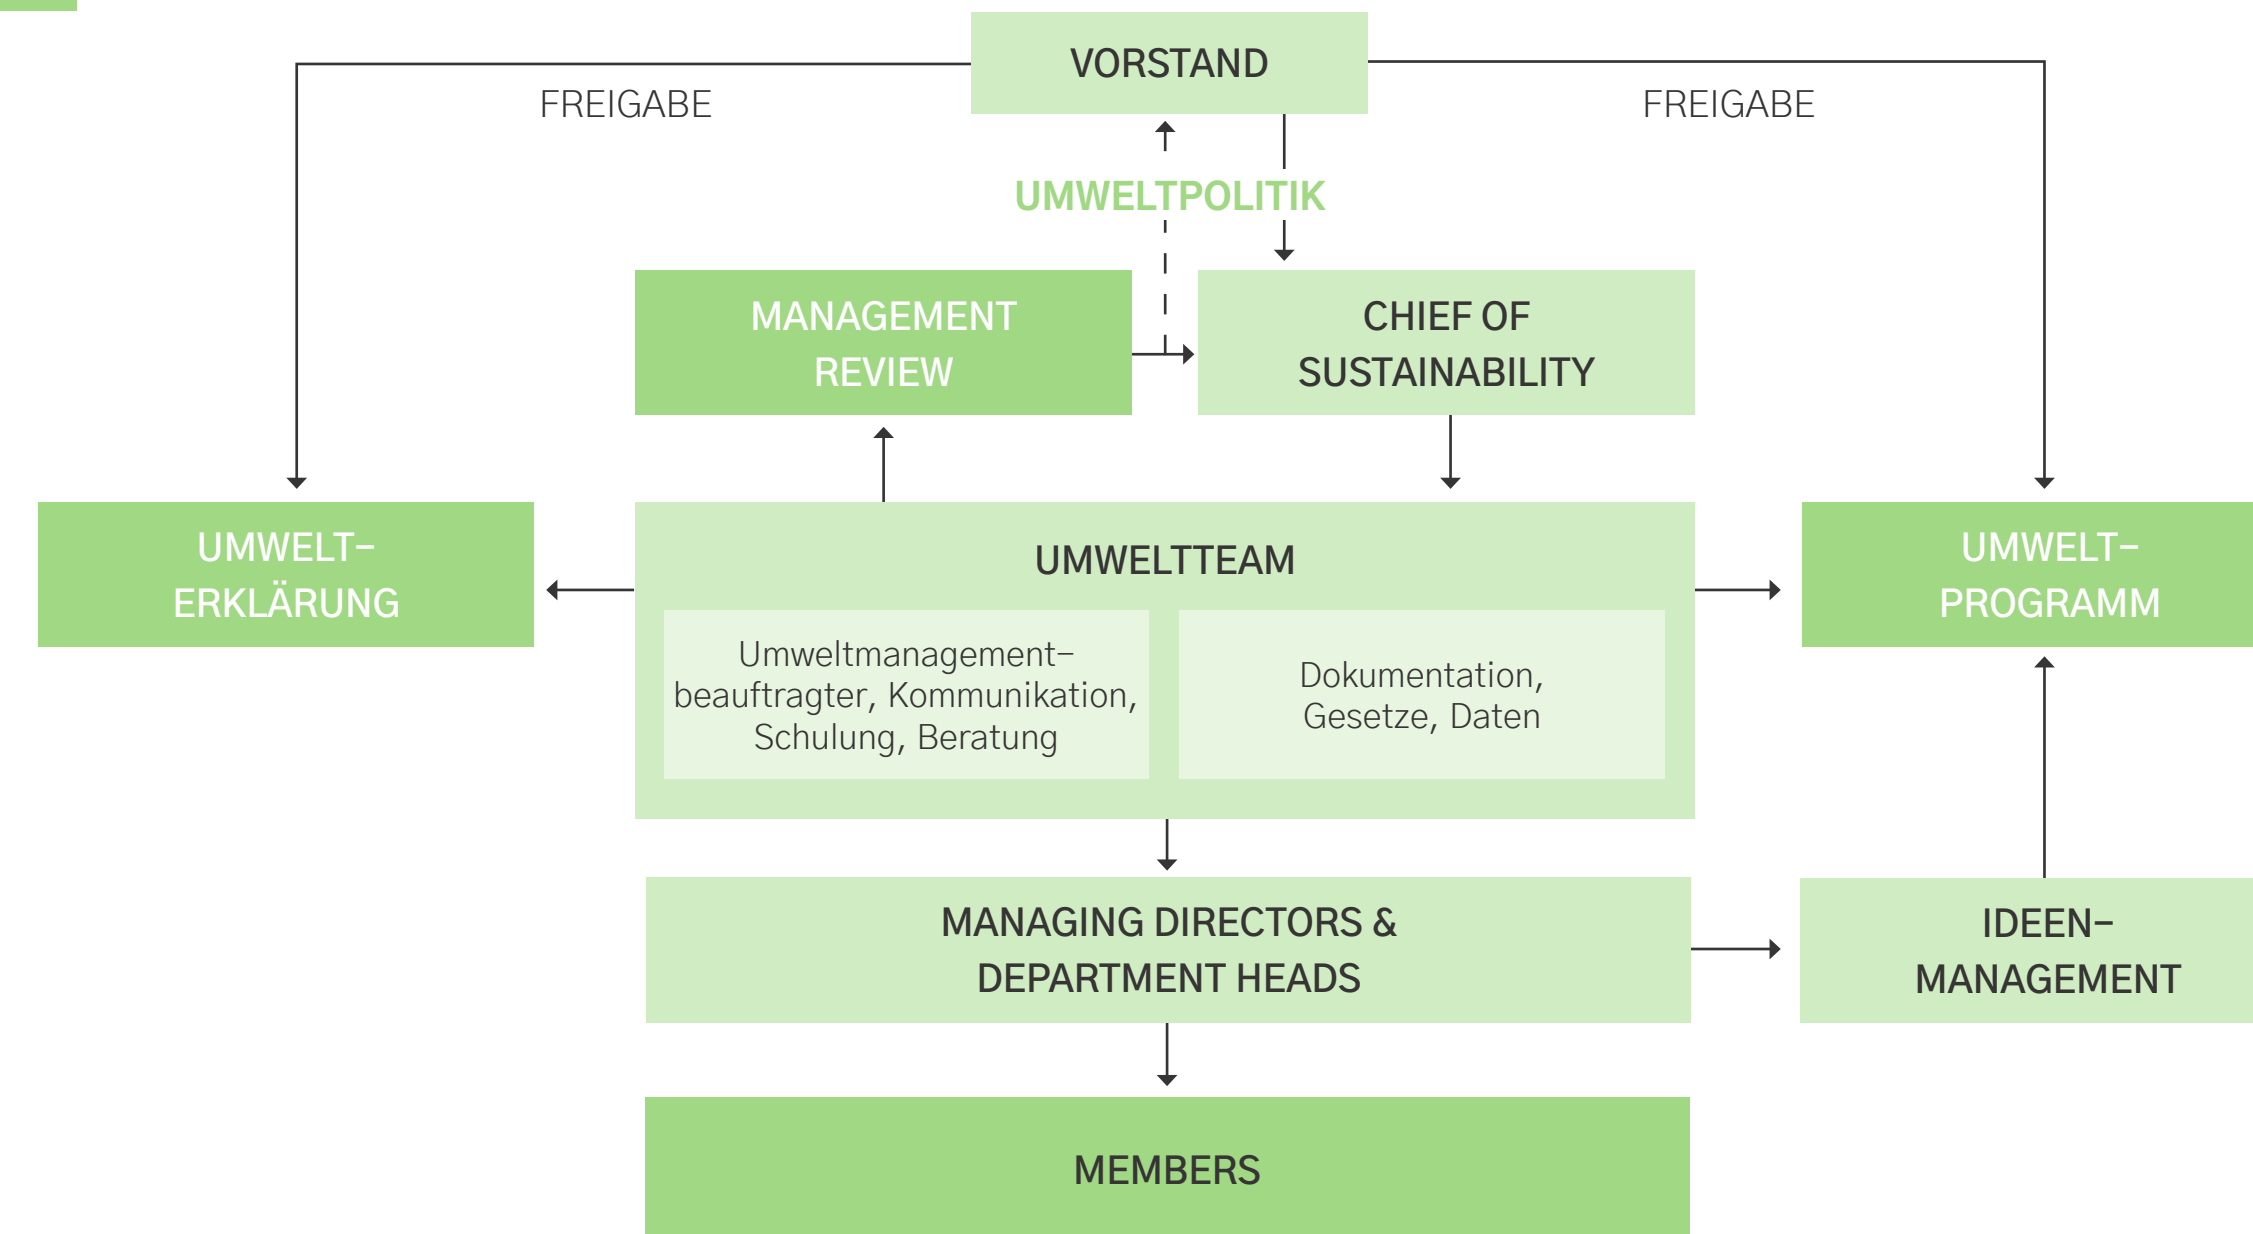 VORSTAND
FREIGABE
FREIGABE
UMWELTPOLITIK
MANAGEMENT
REVIEW
CHIEF OF
SUSTAINABILITY
UMWELT-
ERKLÄRUNG
UMWELTTEAM
Umweltmanagement-
beauftragter, Kommunikation,
Schulung, Beratung
Dokumentation,
Gesetze, Daten
UMWELT-
PROGRAMM
MANAGING DIRECTORS &
DEPARTMENT HEADS
IDEEN-
MANAGEMENT
MEMBERS